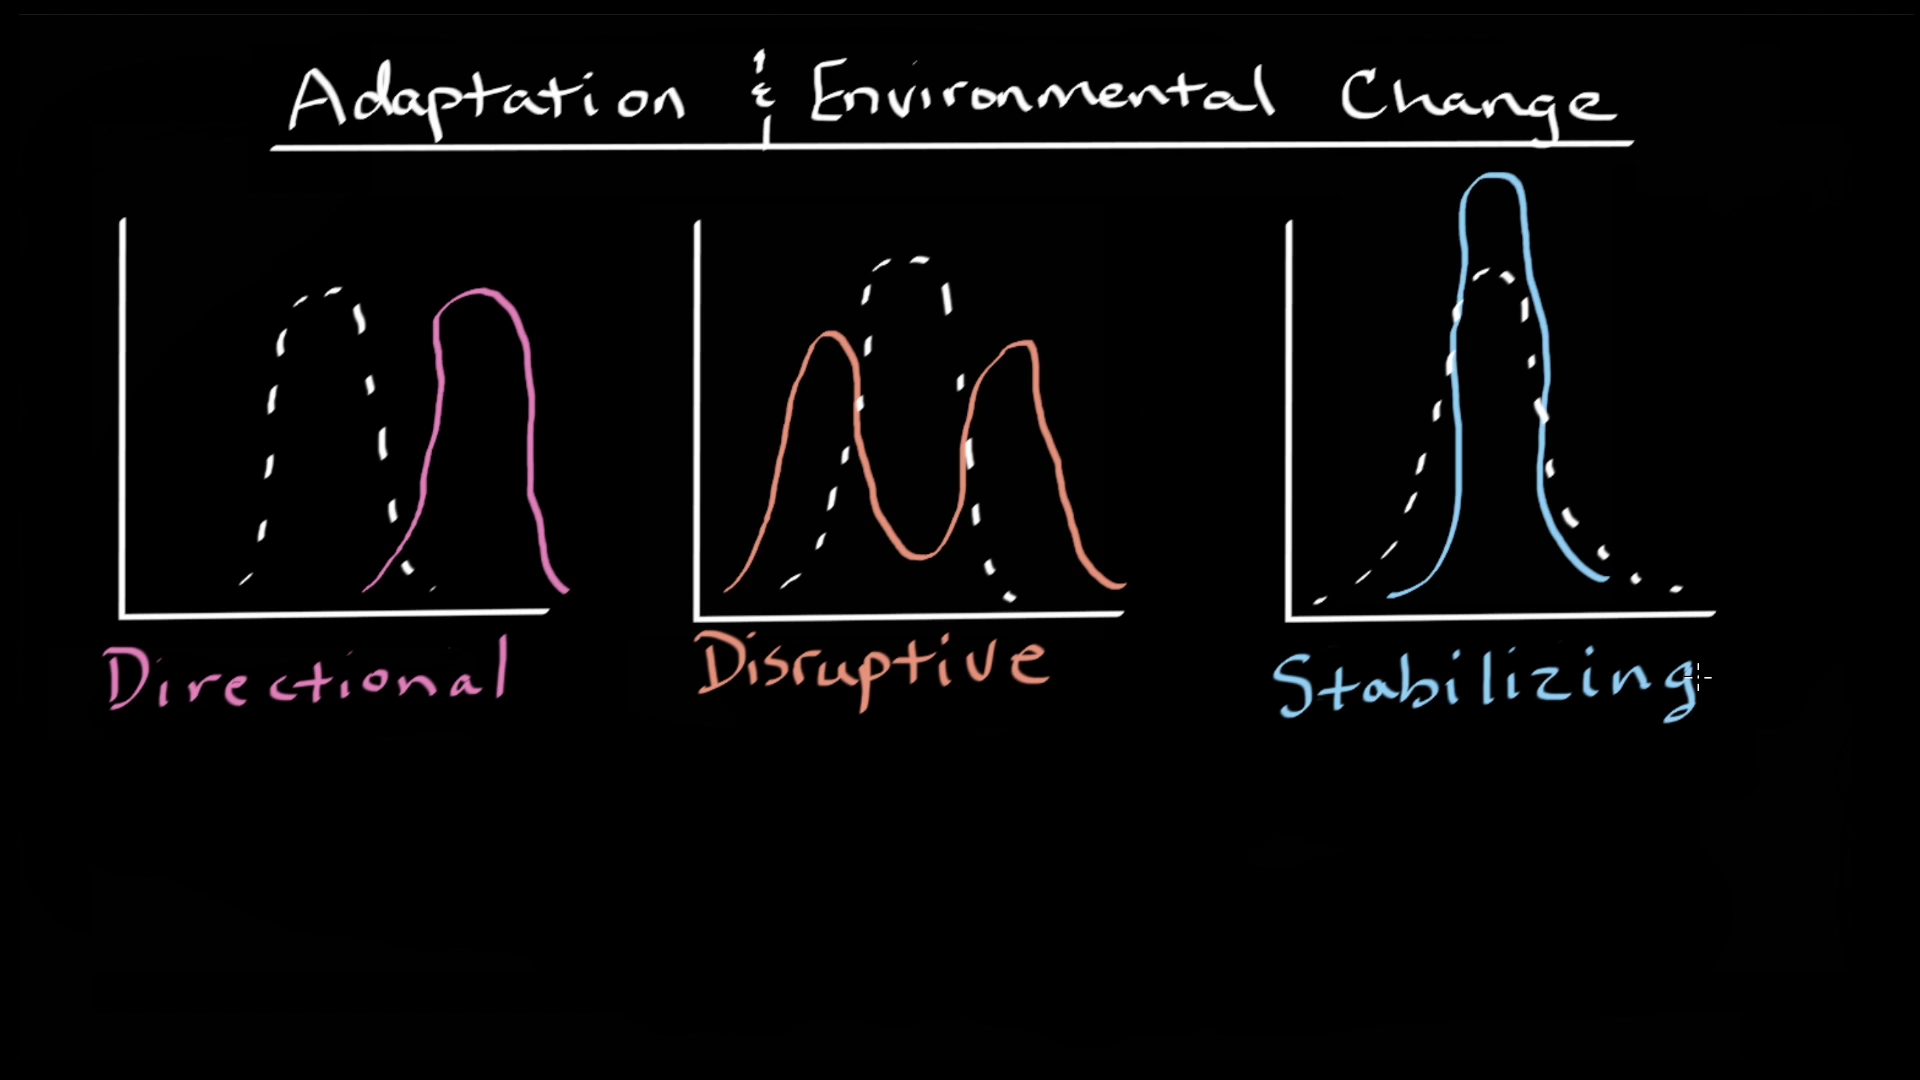 Adaptation & Environmental Change
Directional
Disruptive
Stabilizing